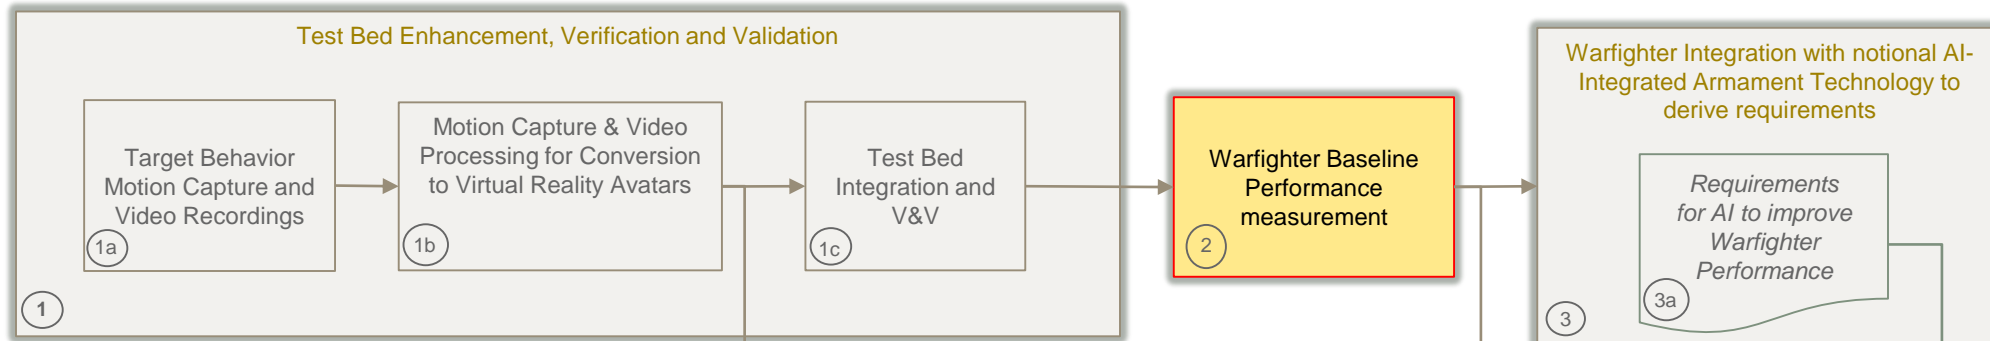 Test Bed Enhancement, Verification and Validation
Target Behavior
Motion Capture and
Video Recordings
1a
Motion Capture & Video
Processing for Conversion
to Virtual Reality Avatars
1b
Test Bed
Integration and
V&V
1c
1
Warfighter Baseline
Performance
measurement
2
Warfighter Integration with notional AI-
Integrated Armament Technology to
derive requirements
Requirements
for AI to improve
Warfighter
Performance
3a
3